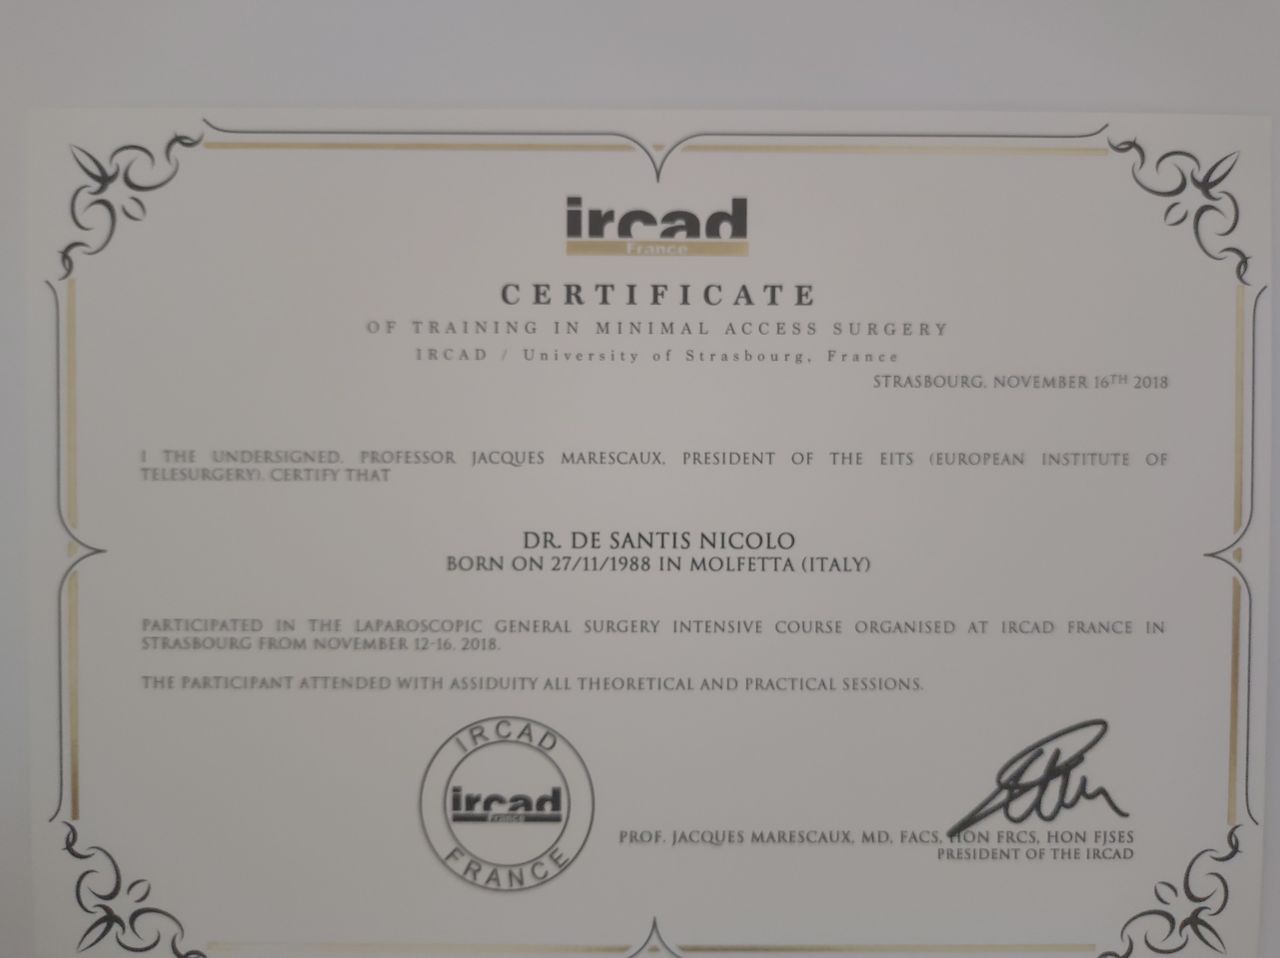 ircad
France
CERTIFICATE
OF TRAINING IN MINIMAL ACCESS SURGERY
IRCAD / University of Strasbourg, France
STRASBOURG, NOVEMBER 16TH 2018
I THE UNDERSIGNED, PROFESSOR JACQUES MARESCAUX, PRESIDENT OF THE EITS (EUROPEAN INSTITUTE OF
TELESURGERY), CERTIFY THAT
DR. DE SANTIS NICOLO
BORN ON 27/11/1988 IN MOLFETTA (ITALY)
PARTICIPATED IN THE LAPAROSCOPIC GENERAL SURGERY INTENSIVE COURSE ORGANISED AT IRCAD FRANCE IN
STRASBOURG FROM NOVEMBER 12-16, 2018.
THE PARTICIPANT ATTENDED WITH ASSIDUITY ALL THEORETICAL AND PRACTICAL SESSIONS.
IRCAD
ircad
France
FRANCE
PROF. JACQUES MARESCAUX, MD, FACS, HON FRCS, HON FJSES
PRESIDENT OF THE IRCAD